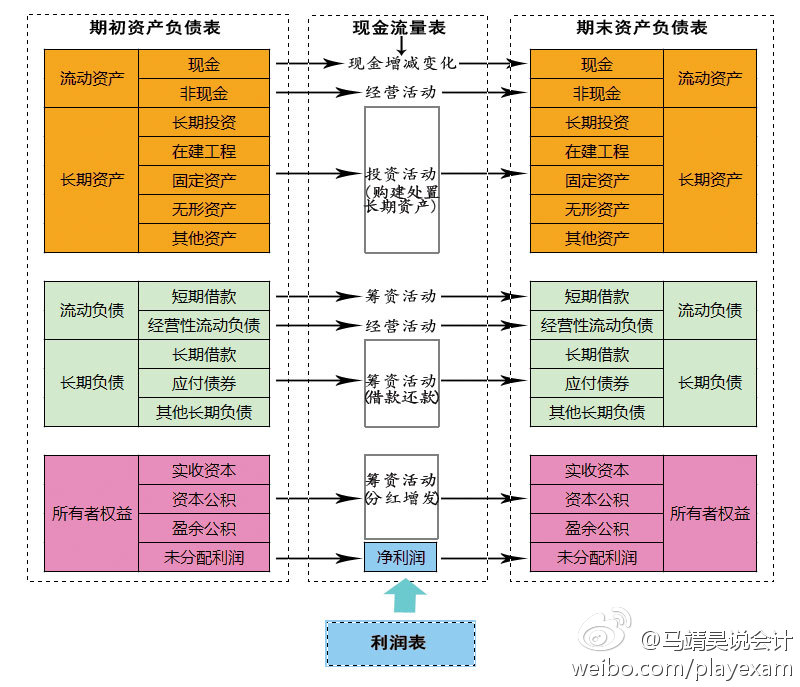 期初资产负债表
现金流量表
期末资产负债表
流动资产
现金
现金增减变化
现金
流动资产
非现金
经营活动
非现金
长期资产
长期投资
在建工程
固定资产
无形资产
其他资产
投资活动
(购建处置
长期资产)
长期投资
在建工程
固定资产
无形资产
其他资产
长期资产
流动负债
短期借款
筹资活动
短期借款
流动负债
经营性流动负债
经营活动
经营性流动负债
长期负债
长期借款
应付债券
其他长期负债
筹资活动
(借款还款)
长期借款
应付债券
其他长期负债
长期负债
所有者权益
实收资本
资本公积
盈余公积
未分配利润
筹资活动
(分红增发)
净利润
实收资本
资本公积
盈余公积
未分配利润
所有者权益
利润表
@马靖昊说会计
weibo.com/playexam